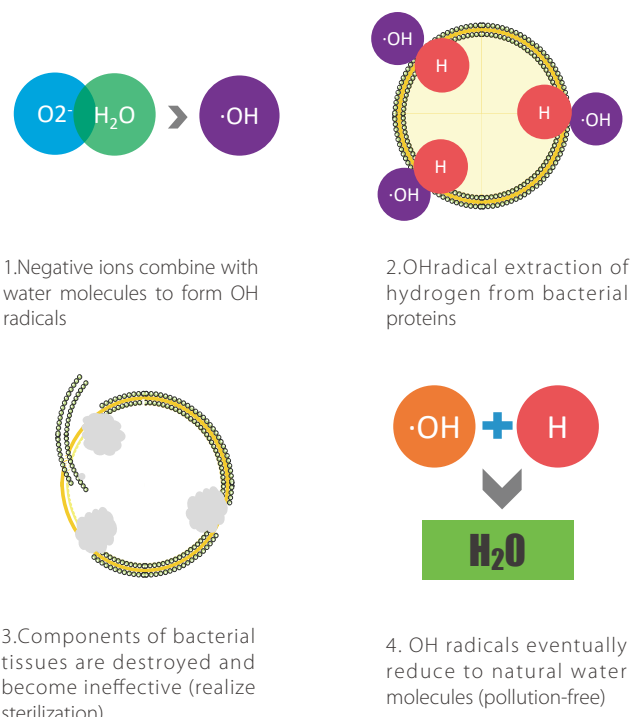 O2- H₂O ·OH
1.Negative ions combine with
water molecules to form OH
radicals
·OH
H
H
·OH
H
·OH
2.OHradical extraction of
hydrogen from bacterial
proteins
3.Components of bacterial
tissues are destroyed and
become ineffective (realize
sterilization)
·OH + H
H₂O
4. OH radicals eventually
reduce to natural water
molecules (pollution-free)